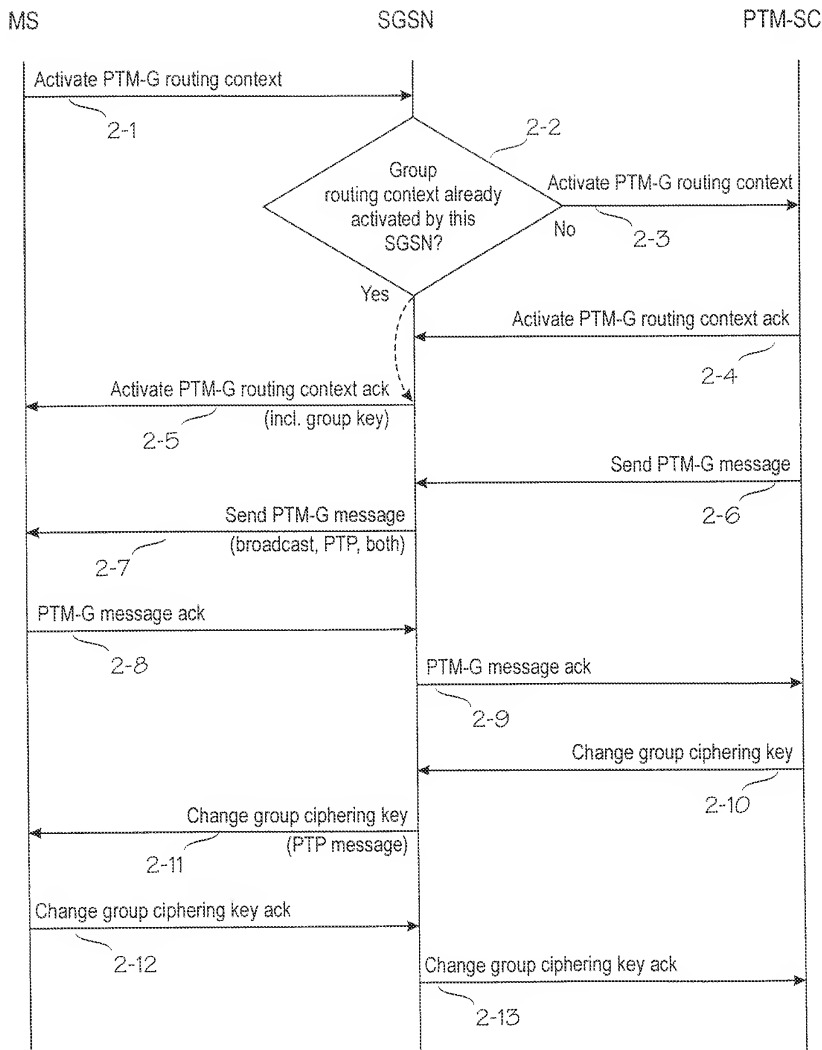 MS
SGSN
PTM-SC
Activate PTM-G routing context
2-1
2-2
Group
routing context already
activated by this
SGSN?
Activate PTM-G routing context
No
2-3
Yes
Activate PTM-G routing context ack
2-4
Activate PTM-G routing context ack
(incl. group key)
2-5
Send PTM-G message
2-6
Send PTM-G message
(broadcast, PTP, both)
2-7
PTM-G message ack
2-8
PTM-G message ack
2-9
Change group ciphering key
2-10
Change group ciphering key
(PTP message)
2-11
Change group ciphering key ack
2-12
Change group ciphering key ack
2-13